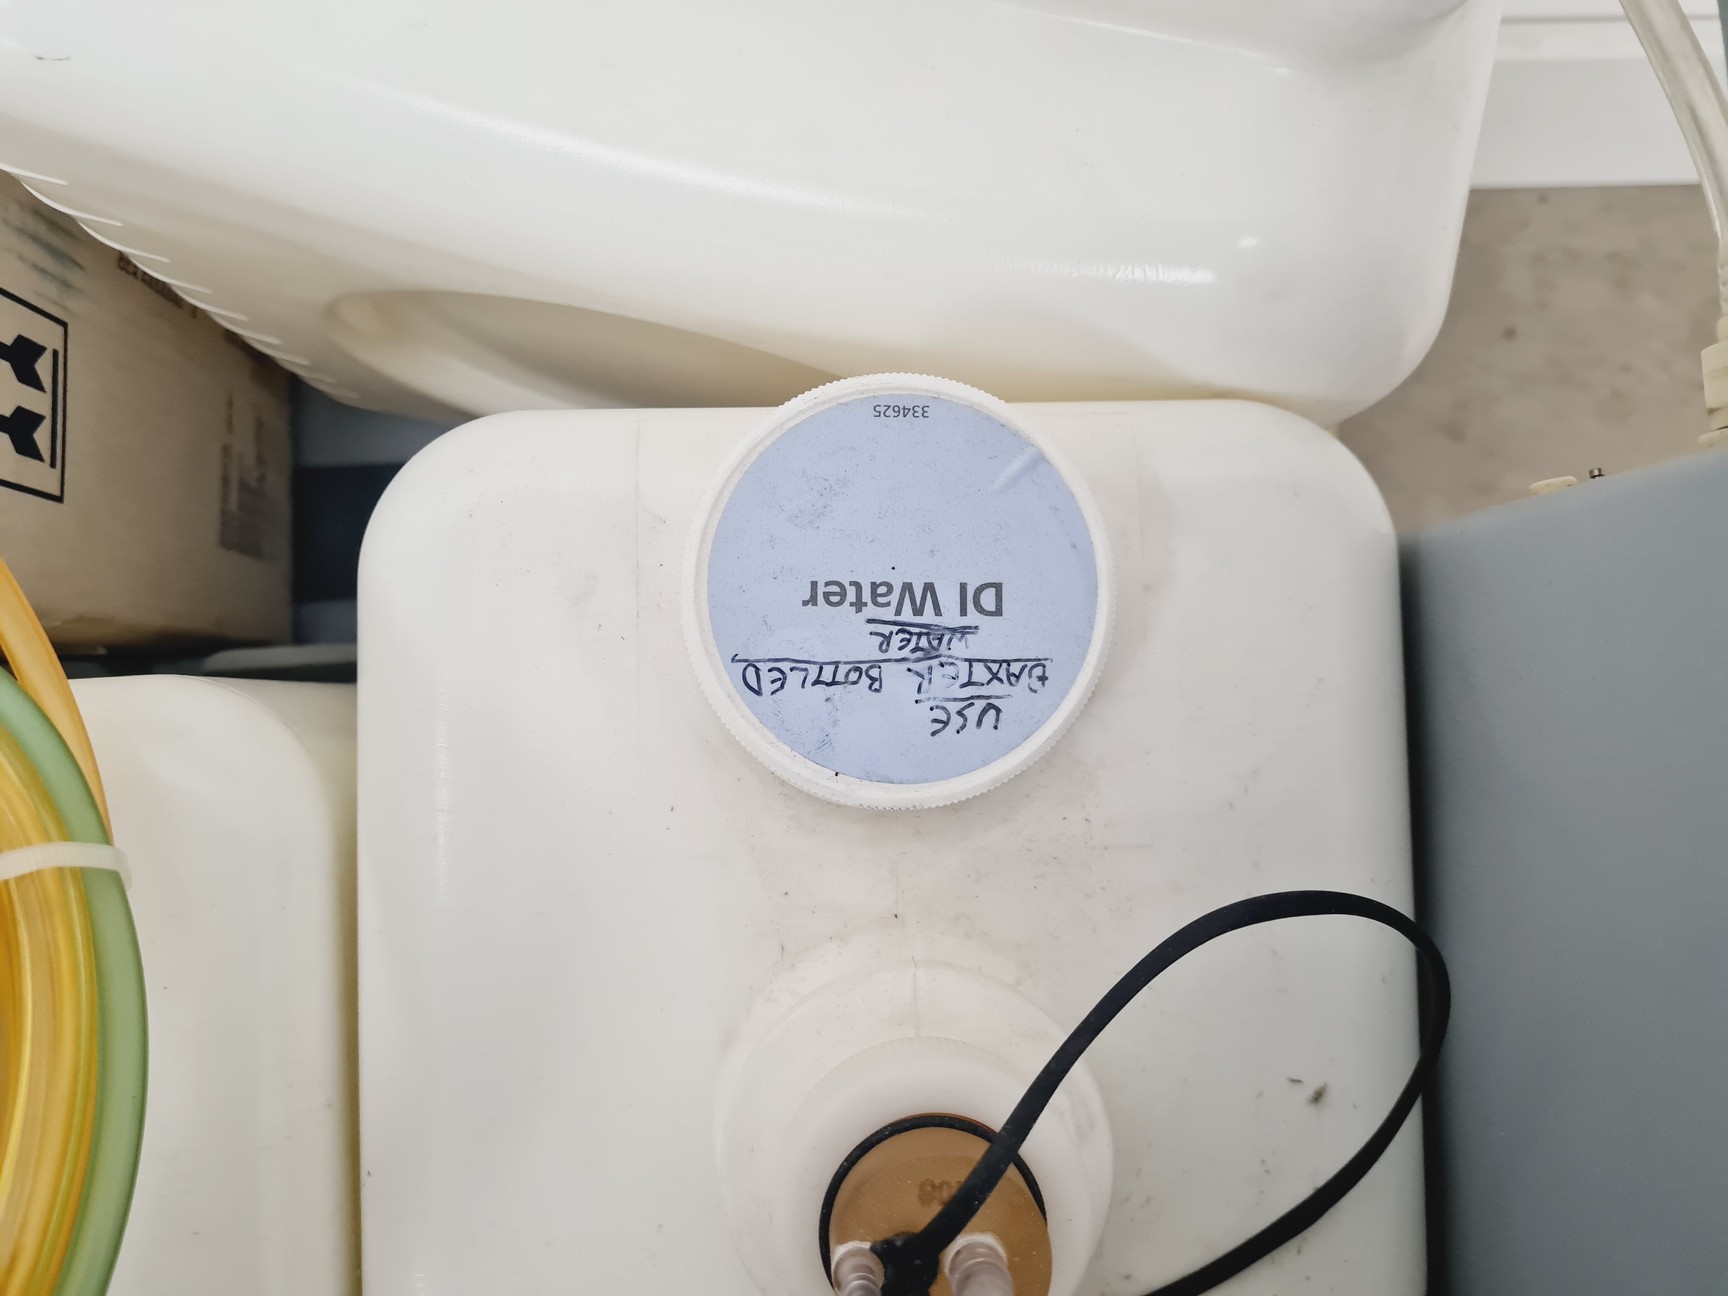 USE
BAXTER BOTTLED
WATER
DI Water
334625